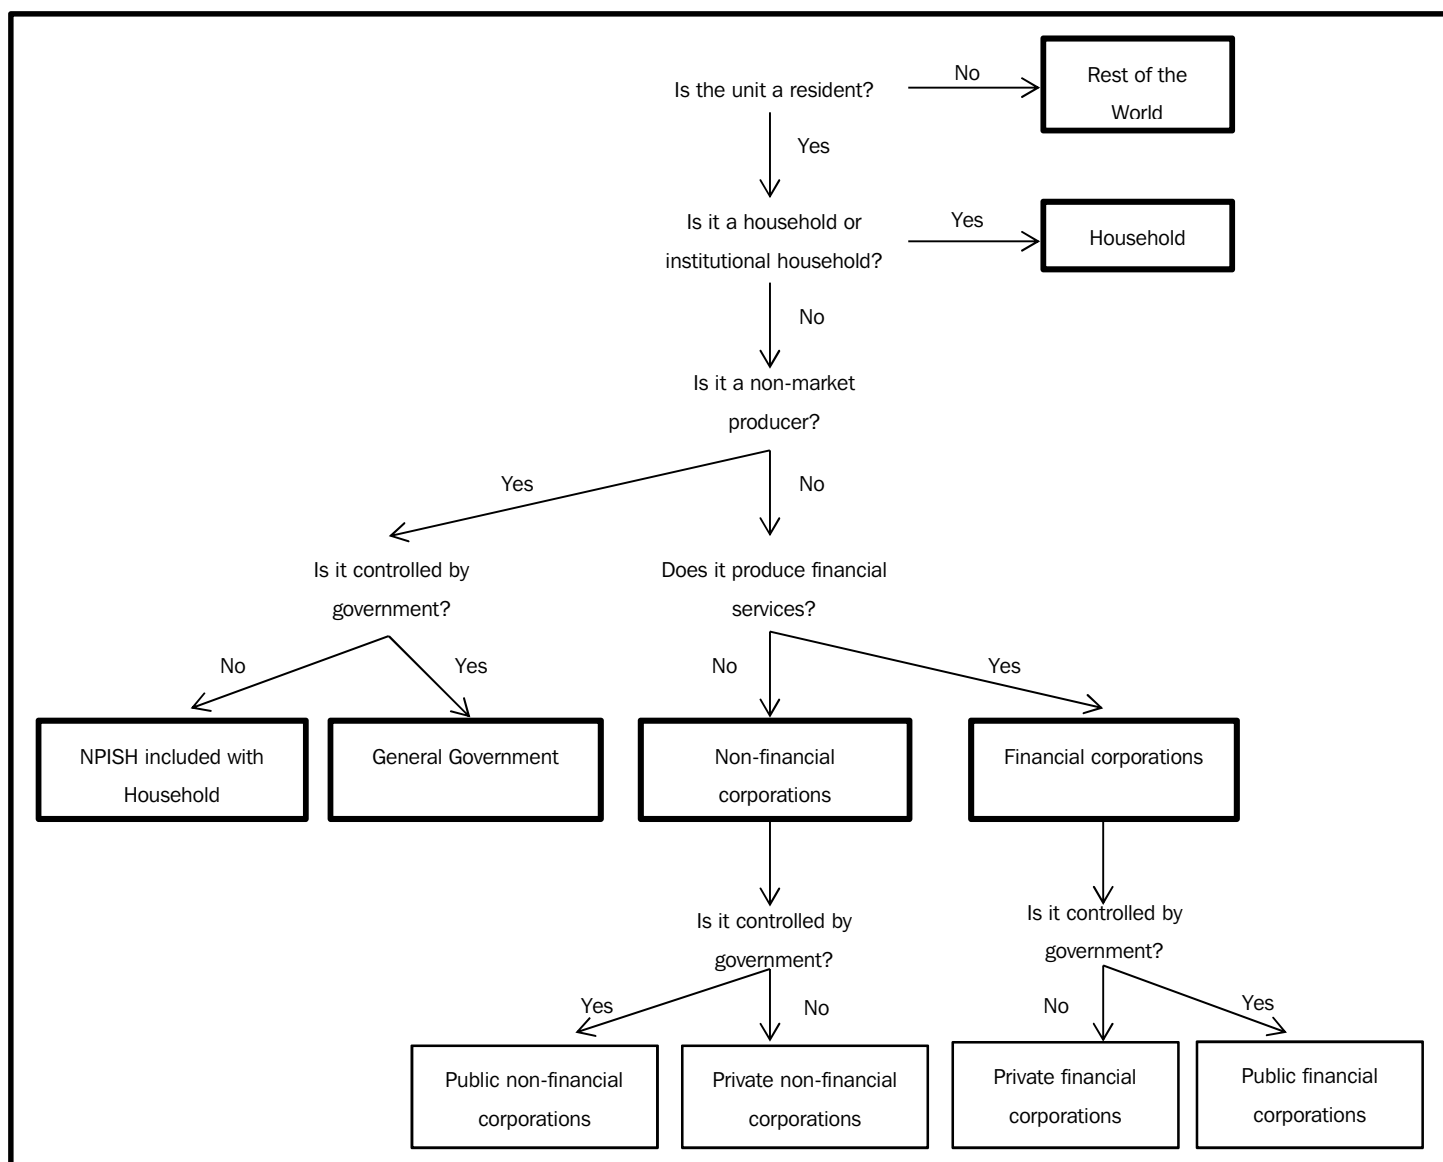 Is the unit a resident?
No
Rest of the
World
Yes
Is it a household or
institutional household?
Yes
Household
No
Is it a non-market
producer?
Yes
No
Is it controlled by
government?
Does it produce financial
services?
No
Yes
No
Yes
NPISH included with
Household
General Government
Non-financial
corporations
Financial corporations
Is it controlled by
government?
Is it controlled by
government?
Yes
No
No
Yes
Public non-financial
corporations
Private non-financial
corporations
Private financial
corporations
Public financial
corporations